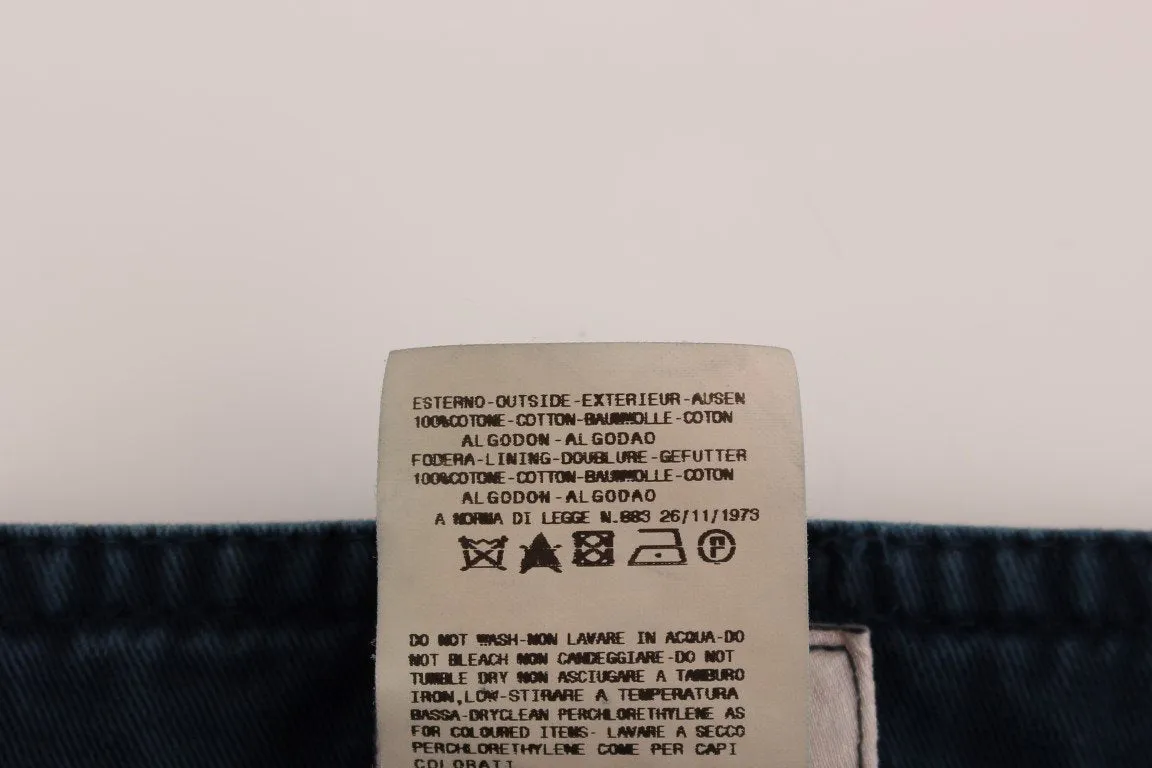 ESTERNO-OUTSIDE-EXTERIEUR-AUSEN
100%COTONE-COTTON-BAUMWOLLE-COTON
ALGODON-ALGODAO
FODERA-LINING-DOUBLURE-GEFUTTER
100%COTONE-COTTON-BAUMWOLLE-COTON
ALGODON-ALGODAO
A NORMA DI LEGGE N.883 26/11/1973
P
DO NOT WASH-NON LAVARE IN ACQUA-DO
NOT BLEACH NON CANDEGGIARE-DO NOT
TUMBLE DRY NON ASCIUGARE A TAMBURO
IRON,LOW-STIRARE A TEMPERATURA
BASSA-DRYCLEAN PERCHLORETHYLENE AS
FOR COLOURED ITEMS- LAVARE A SECCO
PERCHLORETHYLENE COME PER CAPI
COLORATI